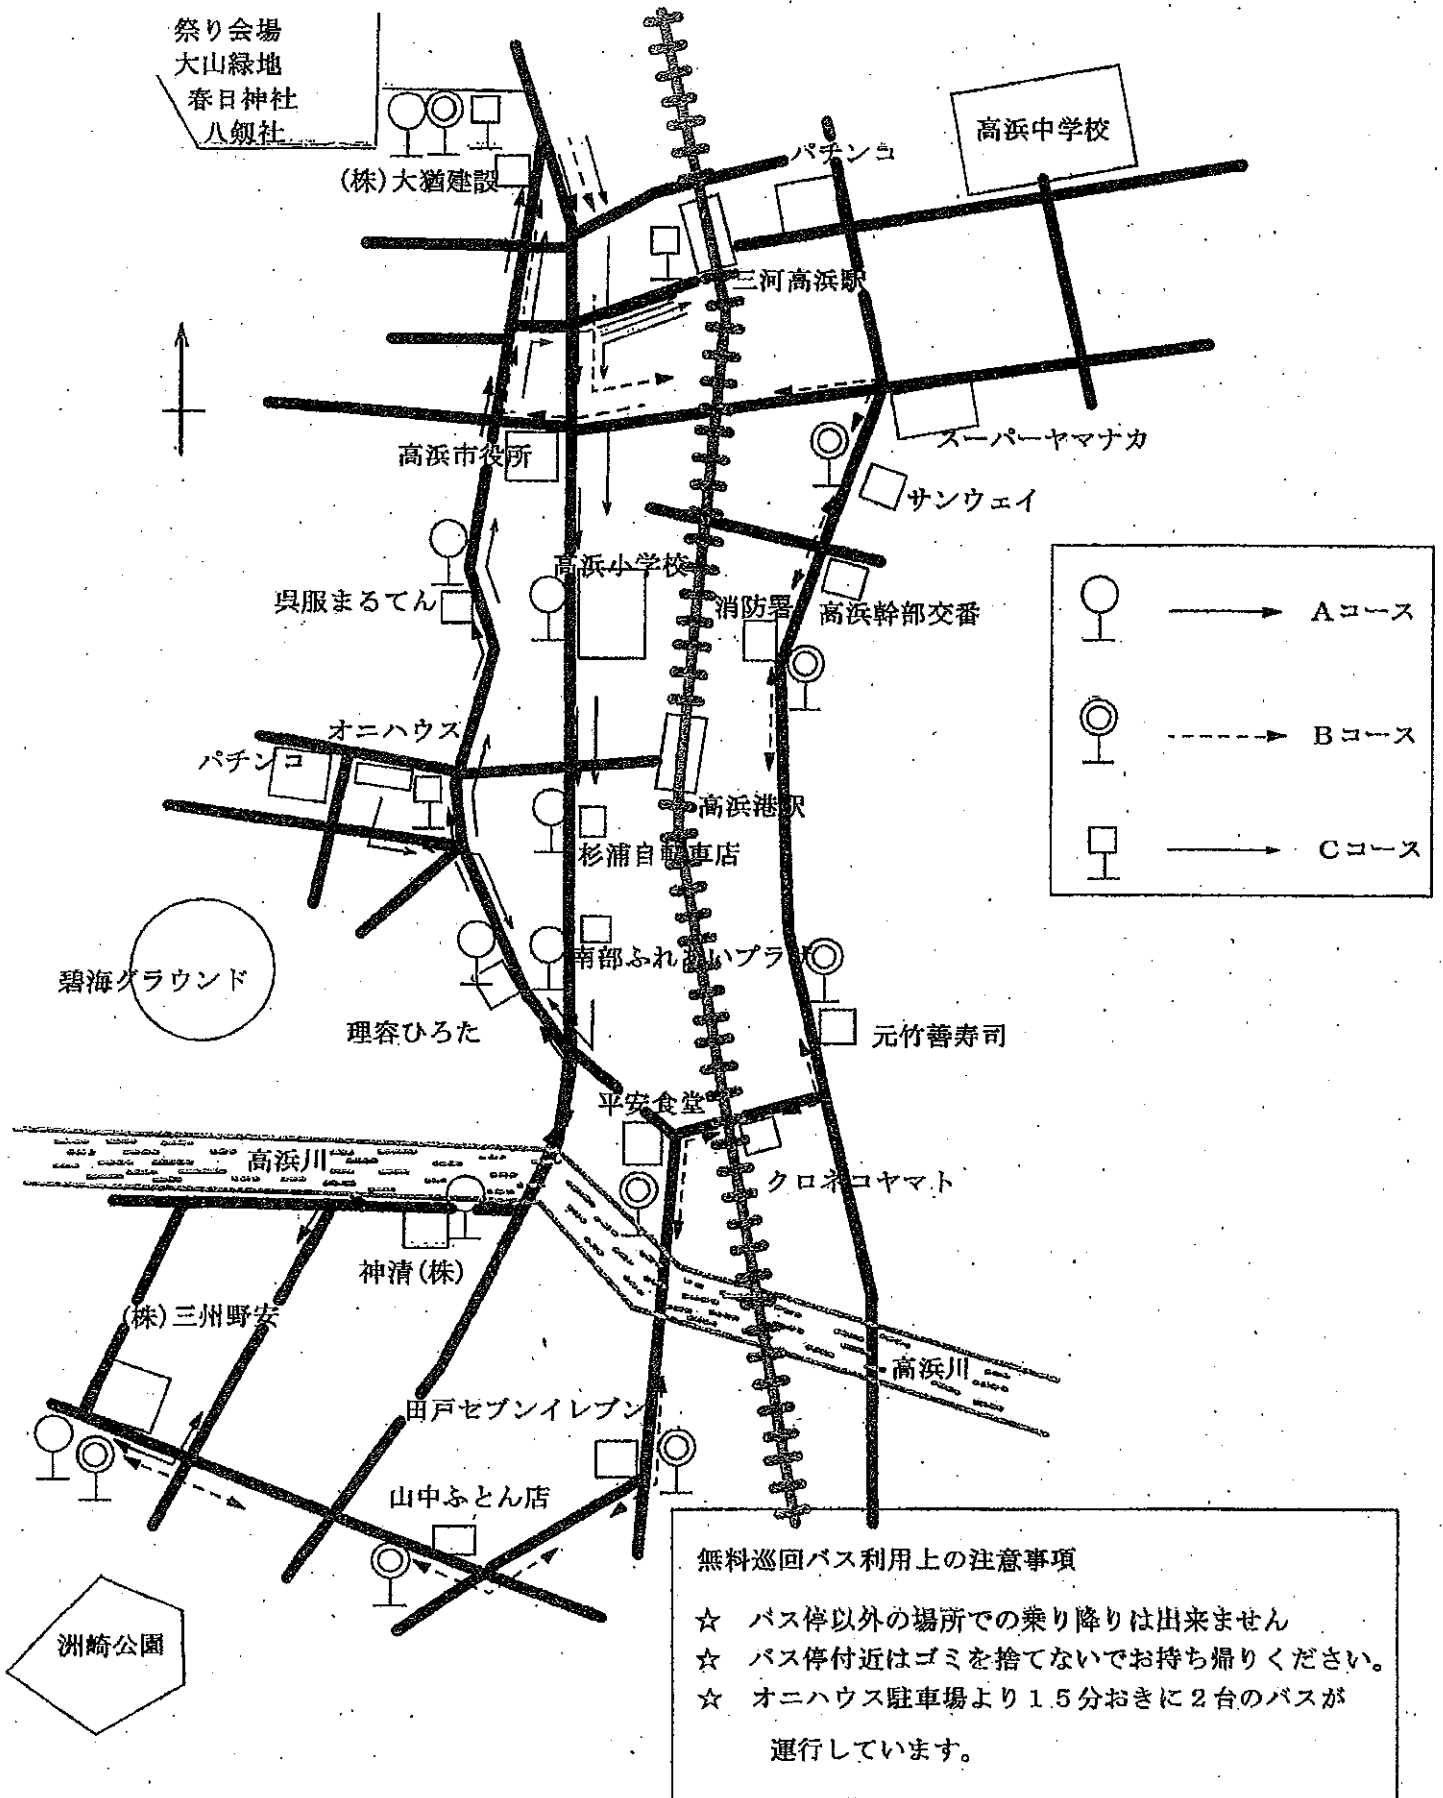 祭り会場
大山緑地
春日神社
八剱社
(株)大猶建設
パチンコ
高浜中学校
三河高浜駅
高浜市役所
スーパーヤマナカ
サンウェイ
高浜小学校
呉服まるてん
消防署
高浜幹部交番
Aコース
Bコース
Cコース
オニハウス
パチンコ
高浜港駅
杉浦自転車店
南部ふれあいプラザ
碧海グラウンド
理容ひろた
元竹善寿司
平安食堂
高浜川
クロネコヤマト
神清(株)
(株)三州野安
高浜川
田戸セブンイレブン
山中ふとん店
洲崎公園
無料巡回バス利用上の注意事項
☆ バス停以外の場所での乗り降りは出来ません
☆ バス停付近はゴミを捨てないでお持ち帰りください。
☆ オニハウス駐車場より15分おきに2台のバスが
運行しています。